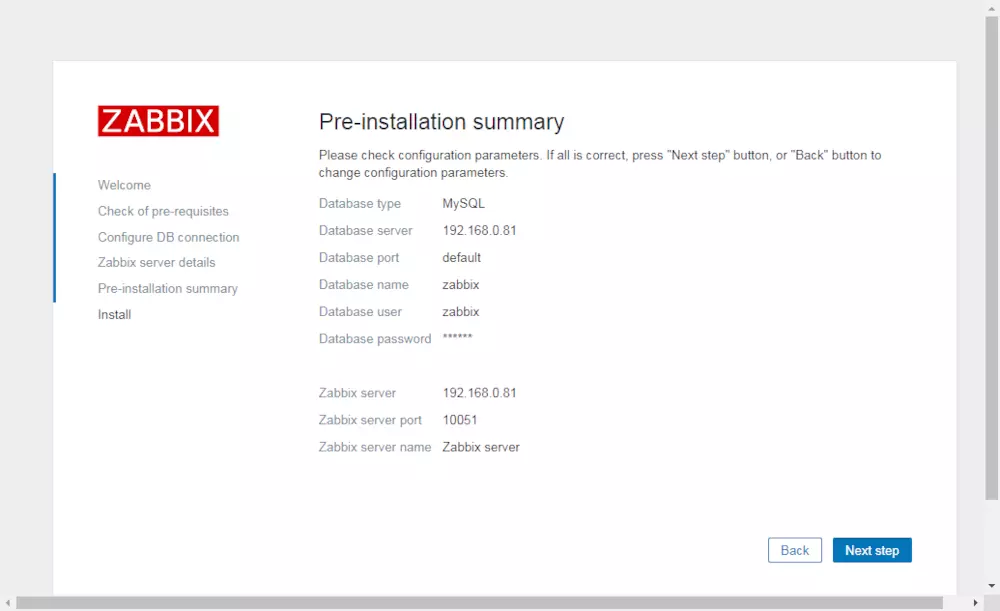 ZABBIX
Welcome
Check of pre-requisites
Configure DB connection
Zabbix server details
Pre-installation summary
Install
Pre-installation summary
Please check configuration parameters. If all is correct, press "Next step" button, or "Back" button to
change configuration parameters.
Database type MySQL
Database server 192.168.0.81
Database port default
Database name zabbix
Database user zabbix
Database password ******
Zabbix server 192.168.0.81
Zabbix server port 10051
Zabbix server name Zabbix server
Back Next step